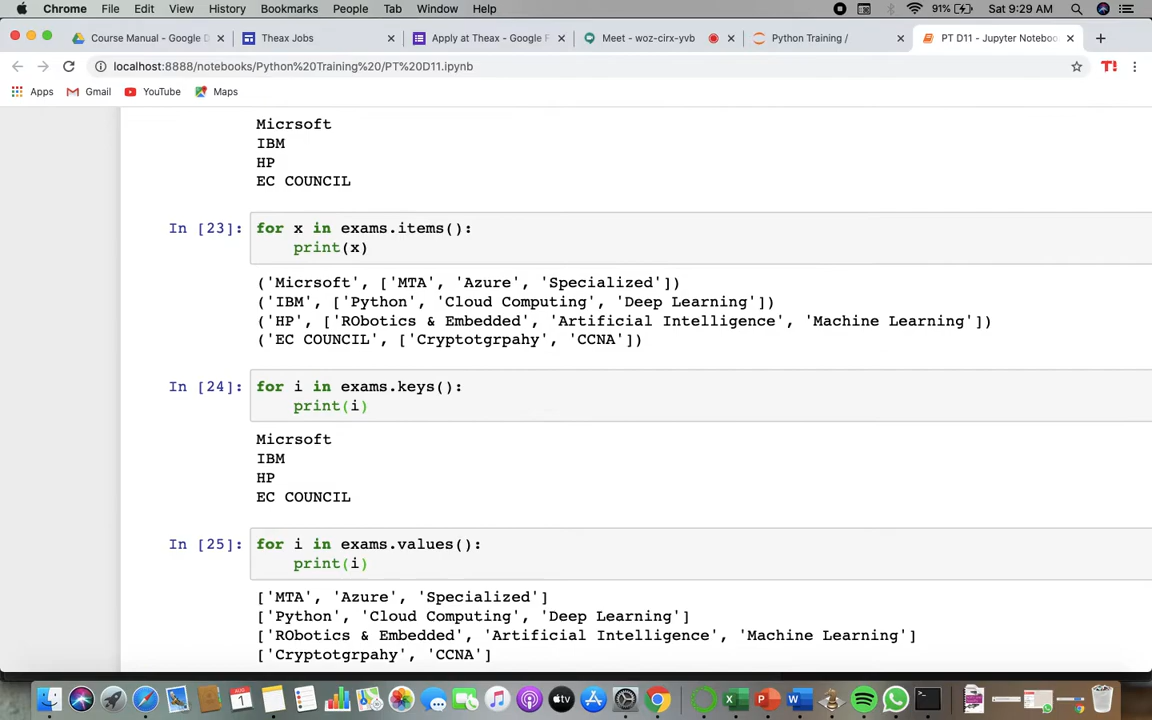 Chrome File Edit View History Bookmarks People Tab Window Help 91% Sat 9:29 AM
Course Manual - Google D Theax Jobs Apply at Theax - Google F Meet - woz-cirx-yvb Python Training / PT D11 - Jupyter Noteboo
localhost:8888/notebooks/Python%20Training%20/PT%20D11.ipynb T!
Apps Gmail YouTube Maps
Micrsoft
IBM
HP
EC COUNCIL
In [23]: for x in exams.items():
print(x)
('Micrsoft', ['MTA', 'Azure', 'Specialized'])
('IBM', ['Python', 'Cloud Computing', 'Deep Learning'])
('HP', ['RObotics & Embedded', 'Artificial Intelligence', 'Machine Learning'])
('EC COUNCIL', ['Cryptotgrpahy', 'CCNA'])
In [24]: for i in exams.keys():
print(i)
Micrsoft
IBM
HP
EC COUNCIL
In [25]: for i in exams.values():
print(i)
['MTA', 'Azure', 'Specialized']
['Python', 'Cloud Computing', 'Deep Learning']
['RObotics & Embedded', 'Artificial Intelligence', 'Machine Learning']
['Cryptotgrpahy', 'CCNA']